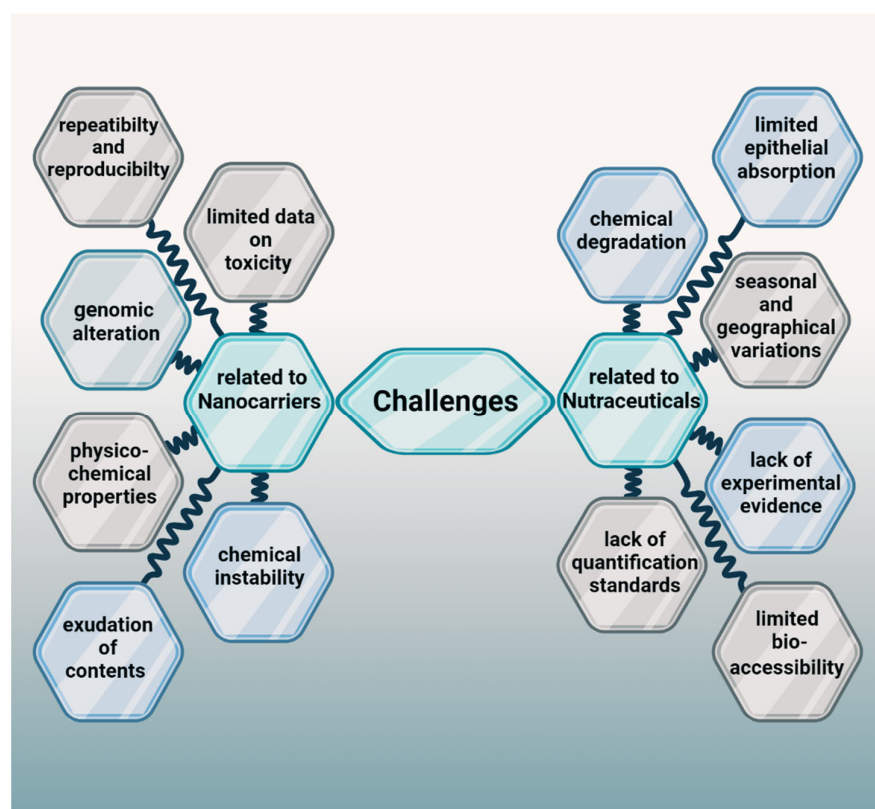 repeatibilty
and
reproducibilty
limited data
on
toxicity
genomic
alteration
related to
Nanocarriers
physico-
chemical
properties
chemical
instability
exudation
of
contents
Challenges
limited
epithelial
absorption
chemical
degradation
seasonal
and
geographical
variations
related to
Nutraceuticals
lack of
experimental
evidence
lack of
quantification
standards
limited
bio-
accessibility